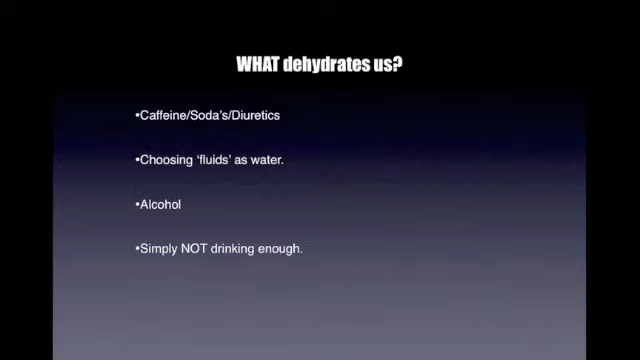 WHAT dehydrates us?
•Caffeine/Soda's/Diuretics
•Choosing 'fluids' as water.
•Alcohol
•Simply NOT drinking enough.